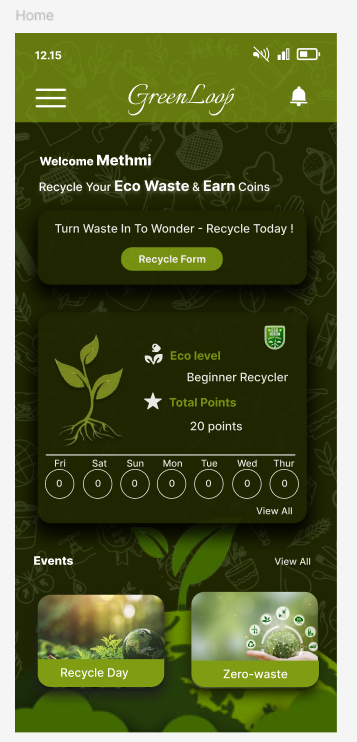 Home
12.15
GreenLoop
Welcome Methmi
Recycle Your Eco Waste & Earn Coins
Turn Waste In To Wonder - Recycle Today !
Recycle Form
Eco level
Beginner Recycler
Total Points
20 points
Fri Sat Sun Mon Tue Wed Thur
0 0 0 0 0 0 0
View All
Events View All
Recycle Day
Zero-waste